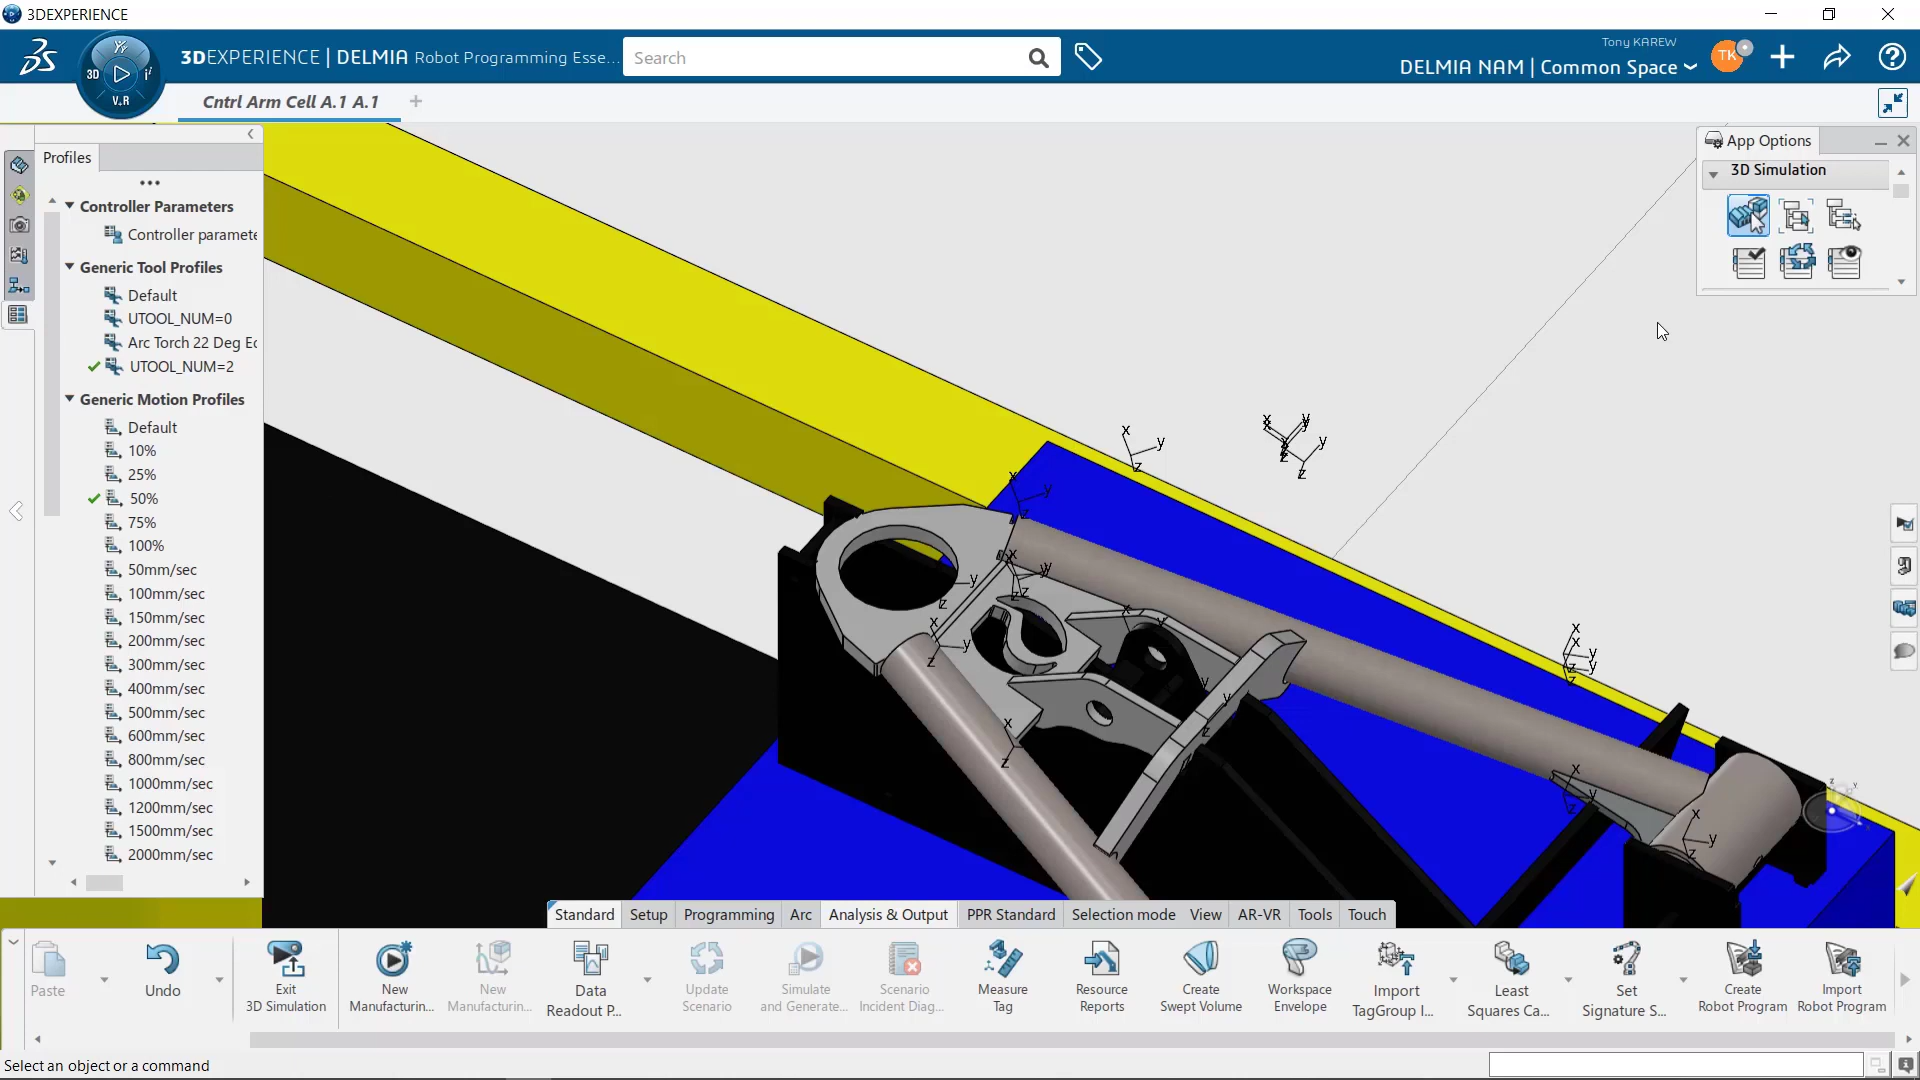 3DEXPERIENCE
3DEXPERIENCE | DELMIA Robot Programming Esse...
Search
Tony KAREW
DELMIA NAM | Common Space
TK
3D
V.R
Cntrl Arm Cell A.1 A.1
Profiles
Controller Parameters
Controller paramete
Generic Tool Profiles
Default
UTOOL_NUM=0
Arc Torch 22 Deg Ec
UTOOL_NUM=2
Generic Motion Profiles
Default
10%
25%
50%
75%
100%
50mm/sec
100mm/sec
150mm/sec
200mm/sec
300mm/sec
400mm/sec
500mm/sec
600mm/sec
800mm/sec
1000mm/sec
1200mm/sec
1500mm/sec
2000mm/sec
App Options
3D Simulation
Standard
Setup
Programming
Arc
Analysis & Output
PPR Standard
Selection mode
View
AR-VR
Tools
Touch
Paste
Undo
Exit
3D Simulation
New
Manufacturin...
New
Manufacturin...
Data
Readout P...
Update
Scenario
Simulate
and Generate...
Scenario
Incident Diag...
Measure
Tag
Resource
Reports
Create
Swept Volume
Workspace
Envelope
Import
TagGroup I...
Least
Squares Ca...
Set
Signature S...
Create
Robot Program
Import
Robot Program
Select an object or a command